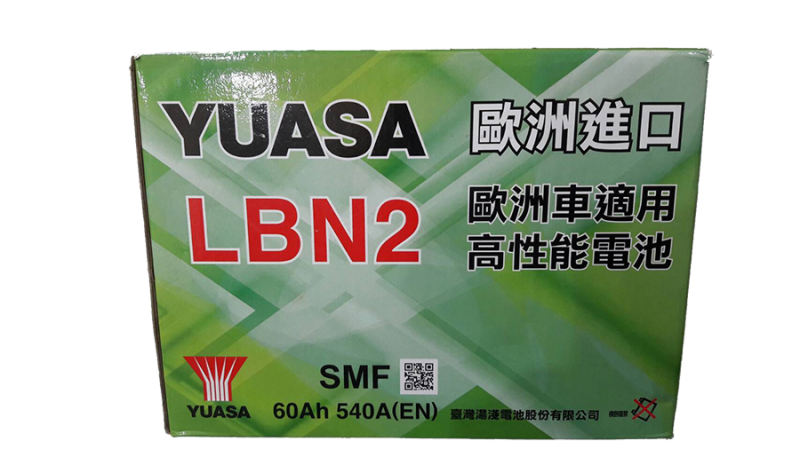 YUASA
歐洲進口
LBN2
歐洲車適用
高性能電池
YUASA
SMF
60Ah 540A(EN)
臺灣湯淺電池股份有限公司